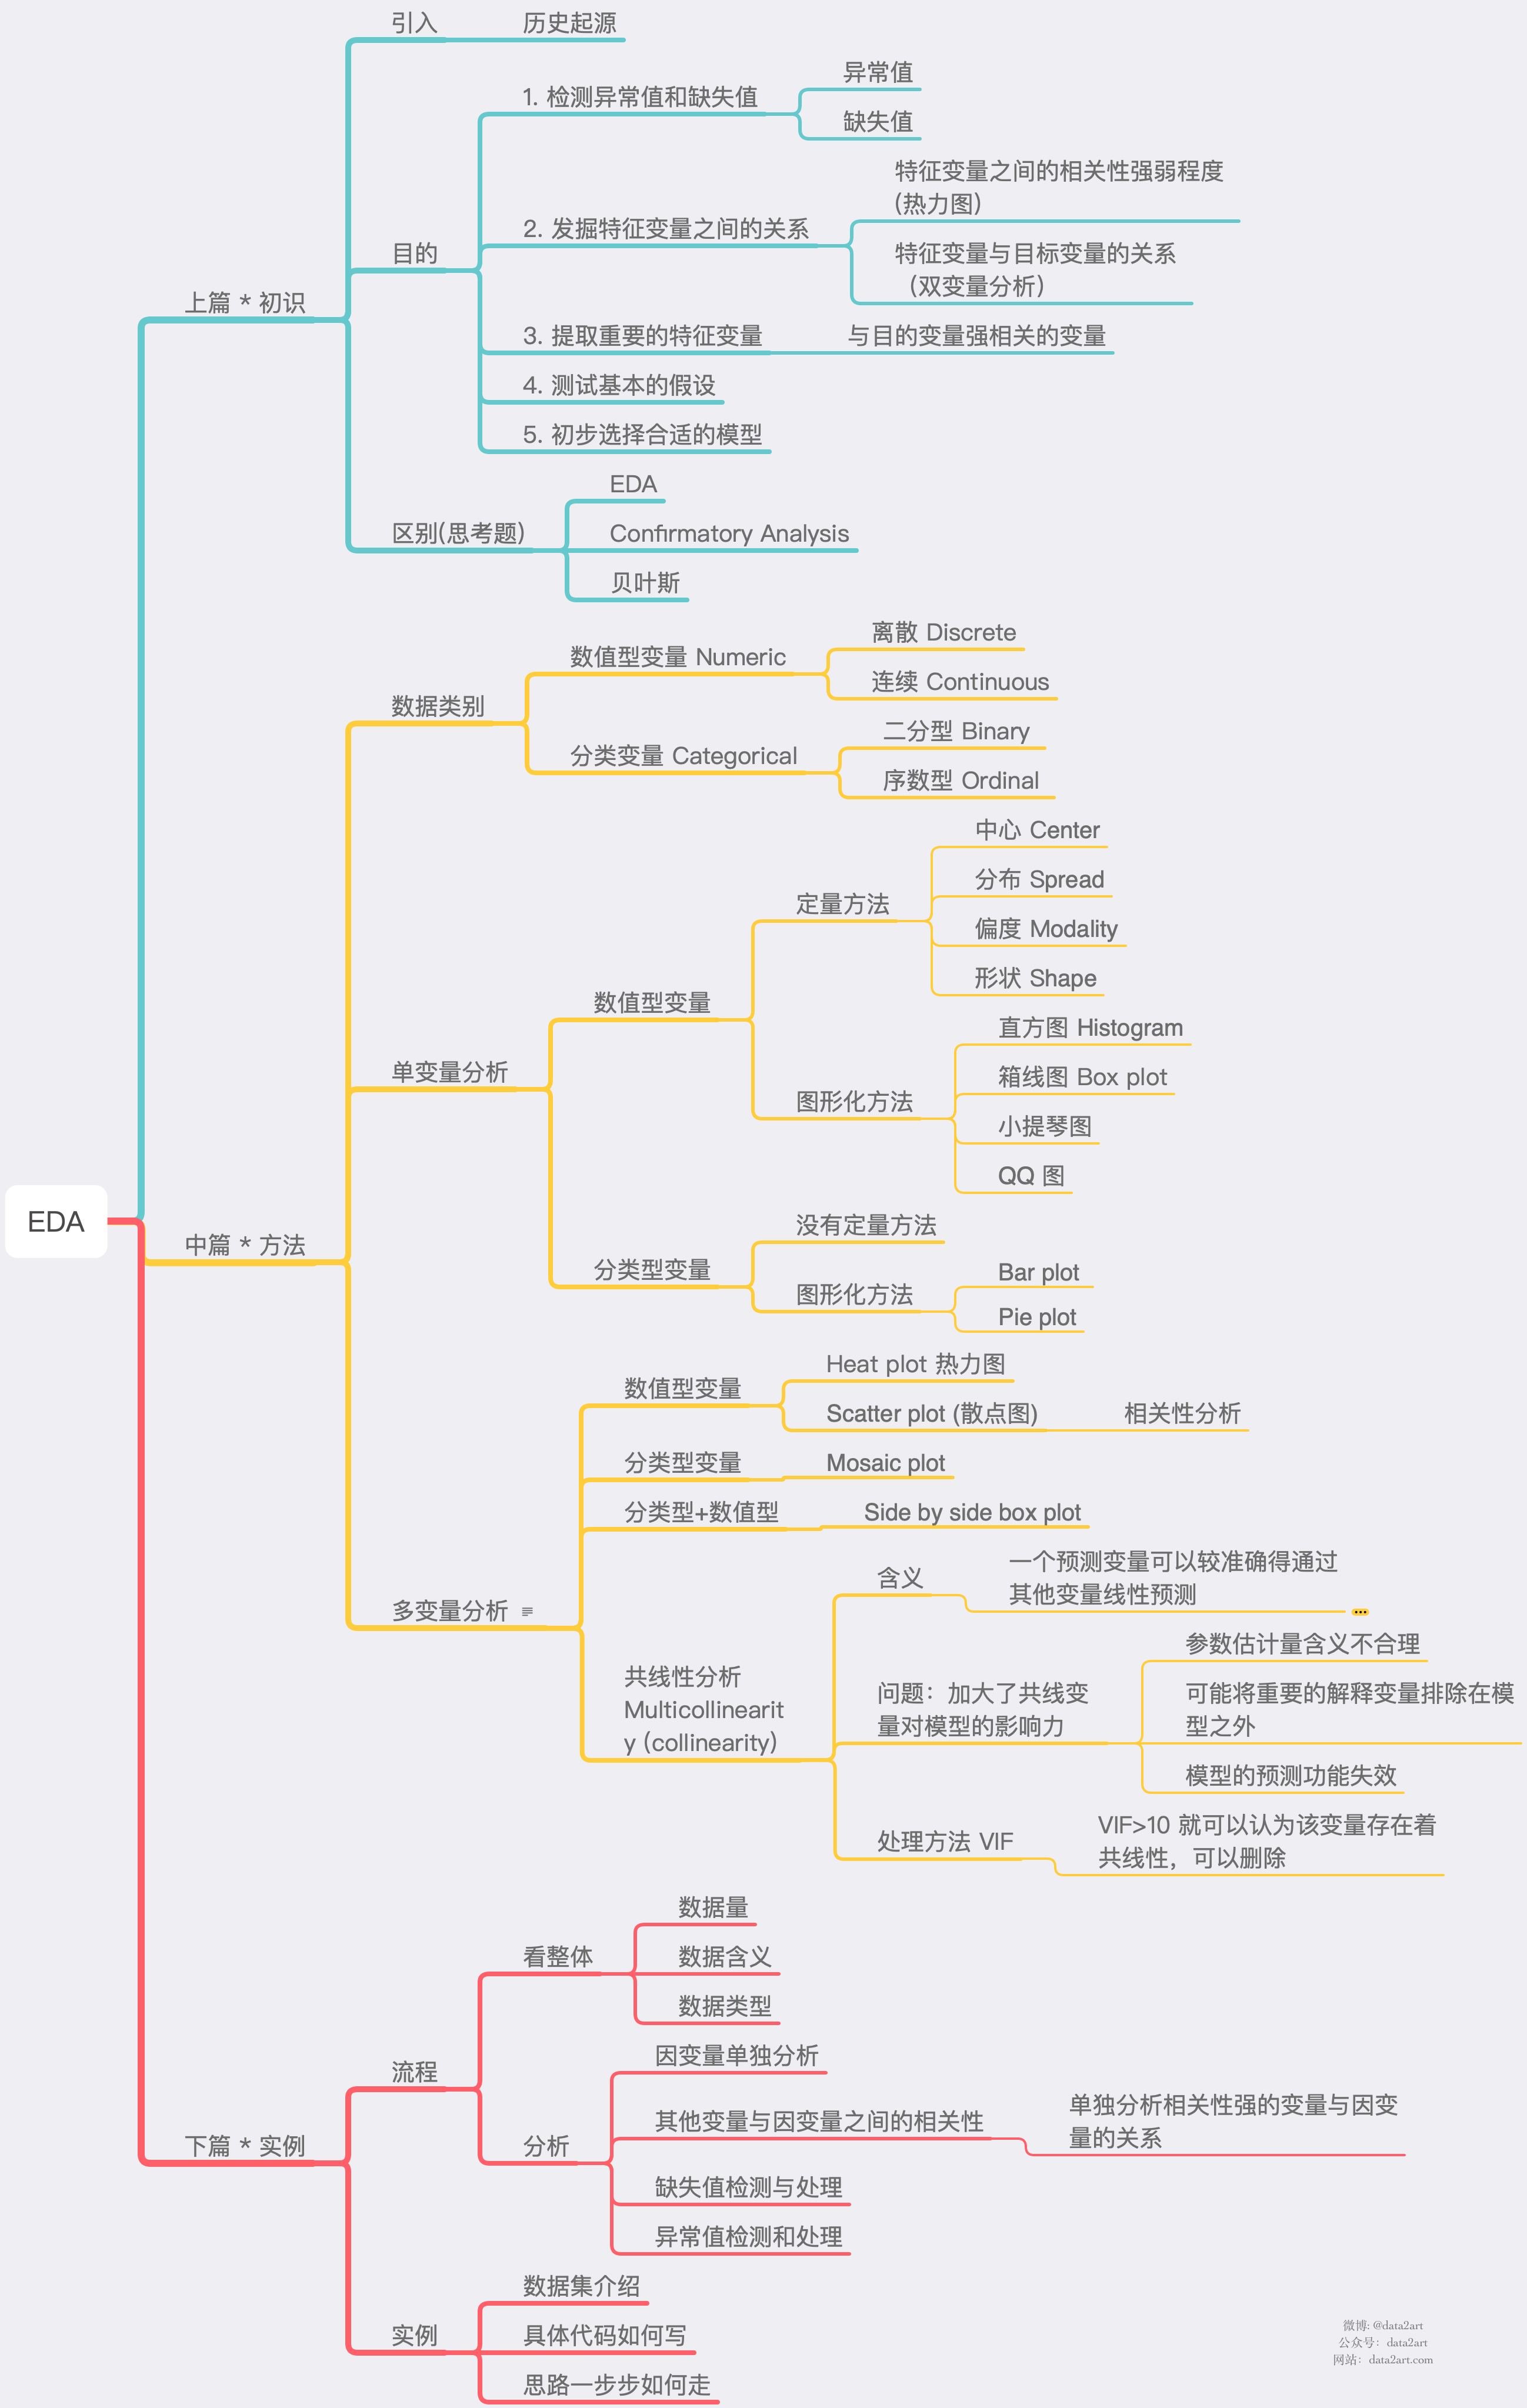 引入
历史起源
1. 检测异常值和缺失值
异常值
缺失值
目的
2. 发掘特征变量之间的关系
特征变量之间的相关性强弱程度
(热力图)
特征变量与目标变量的关系
（双变量分析）
上篇 * 初识
3. 提取重要的特征变量
与目的变量强相关的变量
4. 测试基本的假设
5. 初步选择合适的模型
区别(思考题)
EDA
Confirmatory Analysis
贝叶斯
数据类别
数值型变量 Numeric
离散 Discrete
连续 Continuous
分类变量 Categorical
二分型 Binary
序数型 Ordinal
单变量分析
数值型变量
定量方法
中心 Center
分布 Spread
偏度 Modality
形状 Shape
图形化方法
直方图 Histogram
箱线图 Box plot
小提琴图
QQ 图
EDA
中篇 * 方法
分类型变量
没有定量方法
图形化方法
Bar plot
Pie plot
多变量分析
数值型变量
Heat plot 热力图
Scatter plot (散点图)
相关性分析
分类型变量
Mosaic plot
分类型+数值型
Side by side box plot
共线性分析
Multicollinearit
y (collinearity)
含义
一个预测变量可以较准确得通过
其他变量线性预测
问题：加大了共线变
量对模型的影响力
参数估计量含义不合理
可能将重要的解释变量排除在模
型之外
模型的预测功能失效
处理方法 VIF
VIF>10 就可以认为该变量存在着
共线性，可以删除
下篇 * 实例
流程
看整体
数据量
数据含义
数据类型
分析
因变量单独分析
其他变量与因变量之间的相关性
单独分析相关性强的变量与因变
量的关系
缺失值检测与处理
异常值检测和处理
实例
数据集介绍
具体代码如何写
思路一步步如何走
微博: @data2art
公众号：data2art
网站：data2art.com